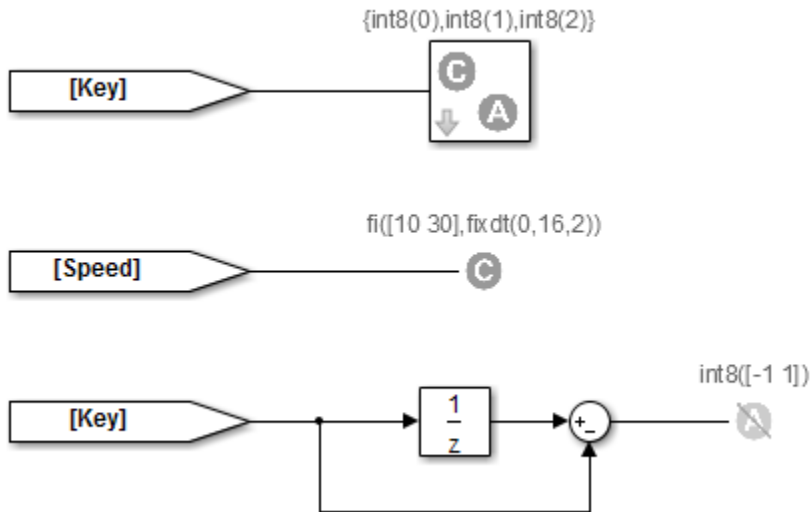 {int8(0),int8(1),int8(2)}
[Key]
C
A
fi([10 30],fixdt(0,16,2))
[Speed]
C
int8([-1 1])
[Key]
1
z
+
-
A